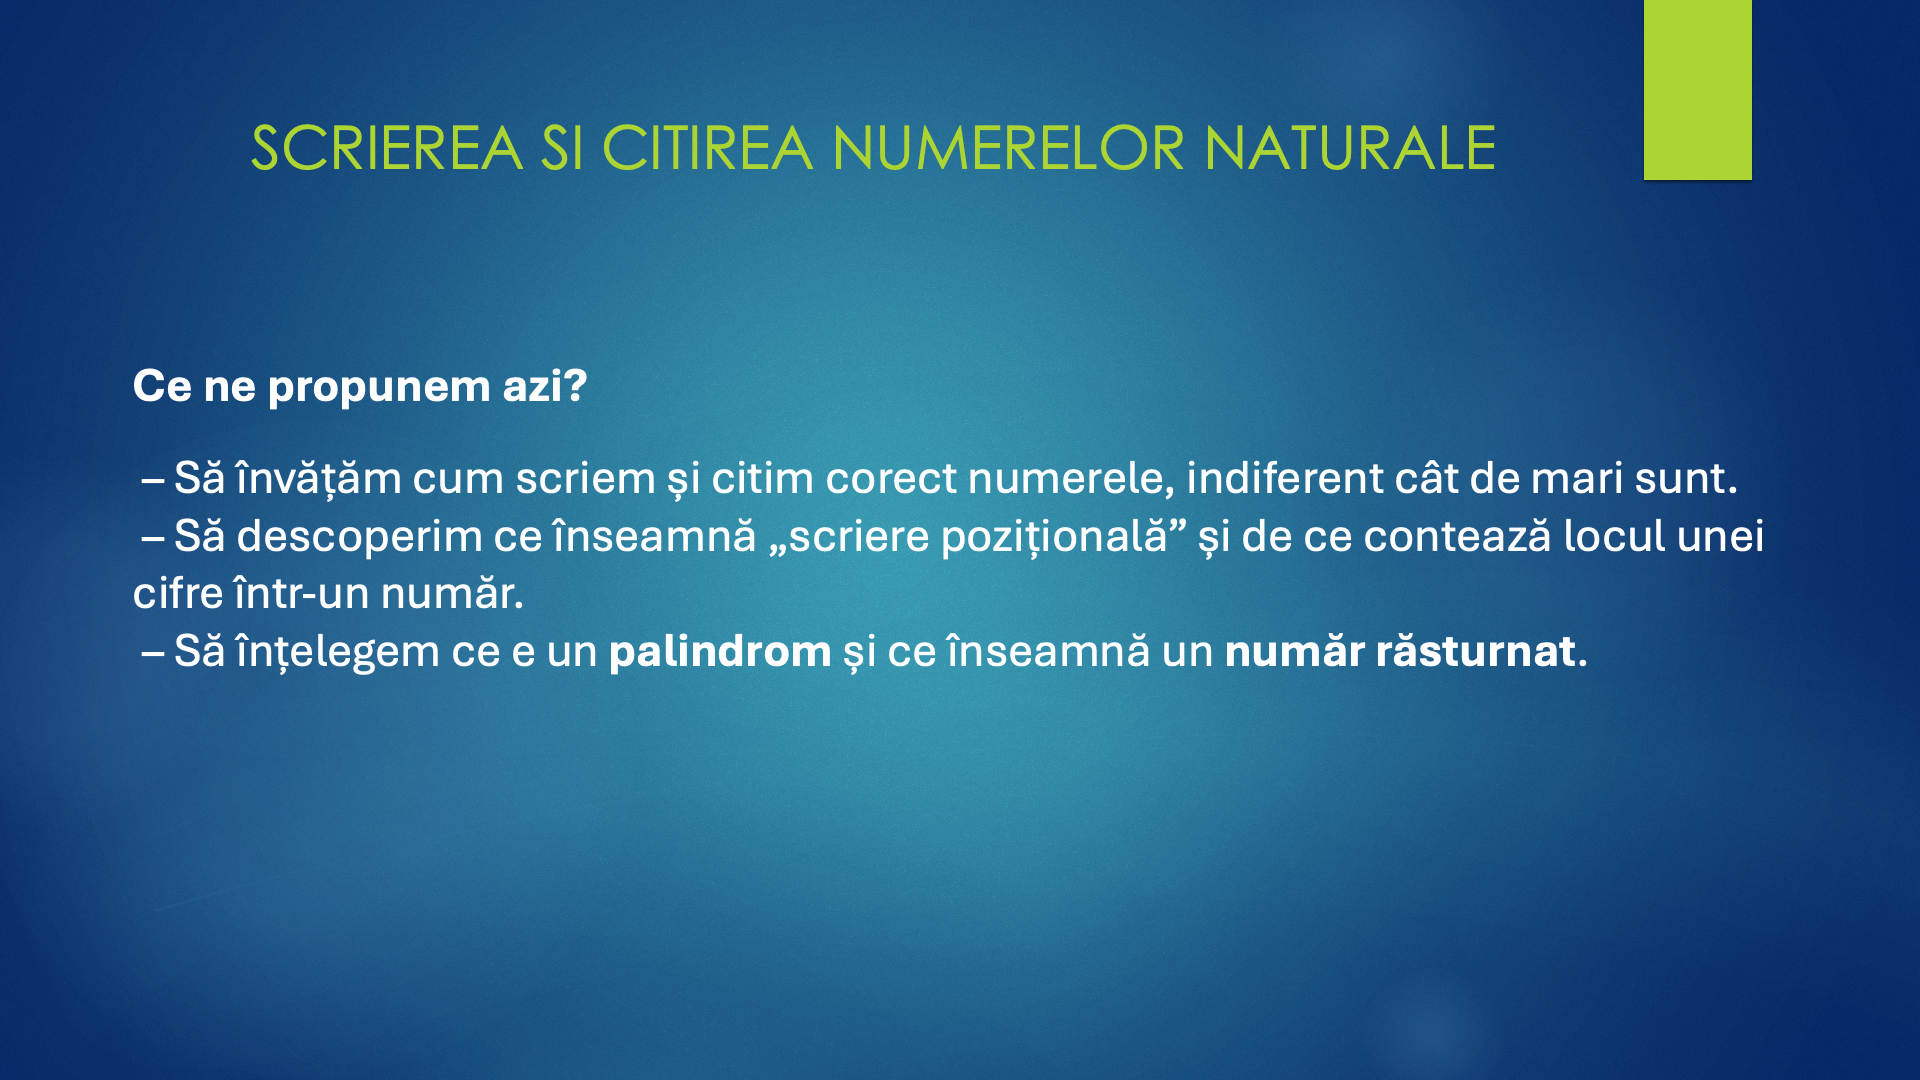 SCRIEREA SI CITIREA NUMERELOR NATURALE
Ce ne propunem azi?
– Să învățăm cum scriem și citim corect numerele, indiferent cât de mari sunt.
– Să descoperim ce înseamnă „scriere pozițională” și de ce contează locul unei
cifre într-un număr.
– Să înțelegem ce e un palindrom și ce înseamnă un număr răsturnat.